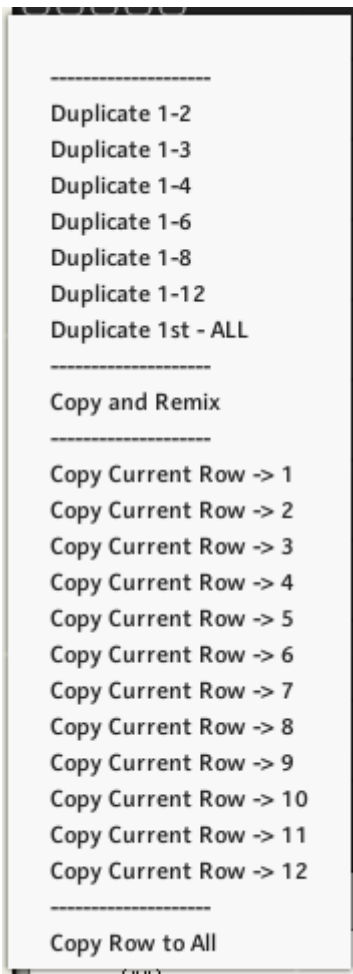 --------------------
Duplicate 1-2
Duplicate 1-3
Duplicate 1-4
Duplicate 1-6
Duplicate 1-8
Duplicate 1-12
Duplicate 1st - ALL
--------------------
Copy and Remix
--------------------
Copy Current Row -> 1
Copy Current Row -> 2
Copy Current Row -> 3
Copy Current Row -> 4
Copy Current Row -> 5
Copy Current Row -> 6
Copy Current Row -> 7
Copy Current Row -> 8
Copy Current Row -> 9
Copy Current Row -> 10
Copy Current Row -> 11
Copy Current Row -> 12
--------------------
Copy Row to All